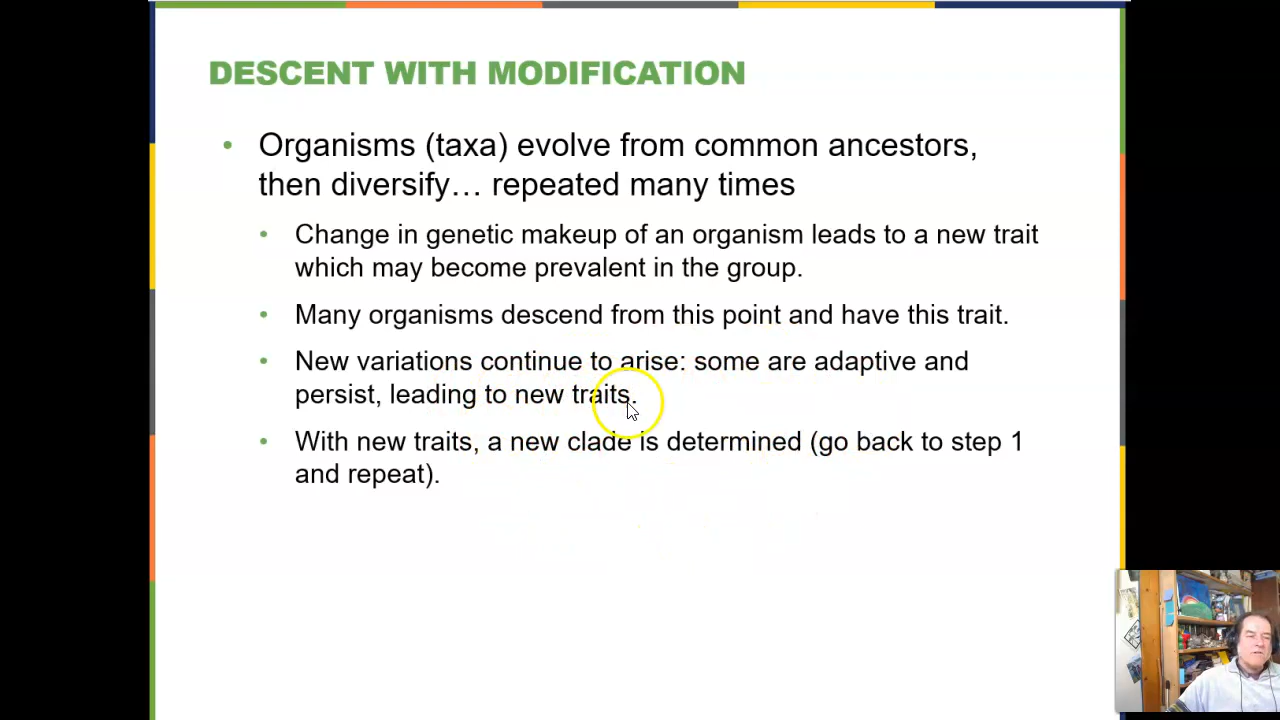 DESCENT WITH MODIFICATION
• Organisms (taxa) evolve from common ancestors,
then diversify… repeated many times
• Change in genetic makeup of an organism leads to a new trait
which may become prevalent in the group.
• Many organisms descend from this point and have this trait.
• New variations continue to arise: some are adaptive and
persist, leading to new traits.
• With new traits, a new clade is determined (go back to step 1
and repeat).